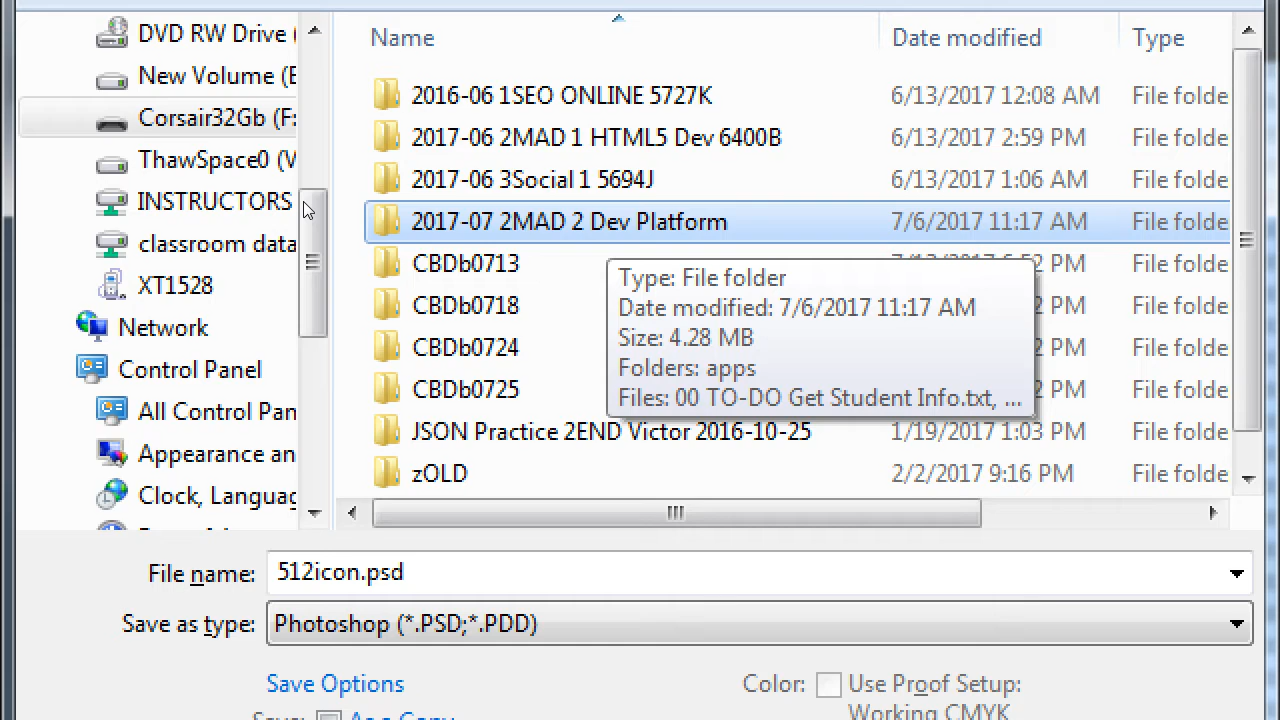 Name Date modified Type
DVD RW Drive (
New Volume (E
Corsair32Gb (F:
ThawSpace0 (V
INSTRUCTORS
classroom data
XT1528
Network
Control Panel
All Control Pan
Appearance an
Clock, Languag
2016-06 1SEO ONLINE 5727K 6/13/2017 12:08 AM File folde
2017-06 2MAD 1 HTML5 Dev 6400B 6/13/2017 2:59 PM File folde
2017-06 3Social 1 5694J 6/13/2017 1:06 AM File folde
2017-07 2MAD 2 Dev Platform 7/6/2017 11:17 AM File folde
CBDb0713 PM File folde
CBDb0718 PM File folde
CBDb0724 PM File folde
CBDb0725 PM File folde
JSON Practice 2END Victor 2016-10-25 1/19/2017 1:03 PM File folde
zOLD 2/2/2017 9:16 PM File folde
Type: File folder
Date modified: 7/6/2017 11:17 AM
Size: 4.28 MB
Folders: apps
Files: 00 TO-DO Get Student Info.txt, ...
File name: 512icon.psd
Save as type: Photoshop (*.PSD;*.PDD)
Save Options Color: Use Proof Setup:
Save: As a Copy Working CMYK